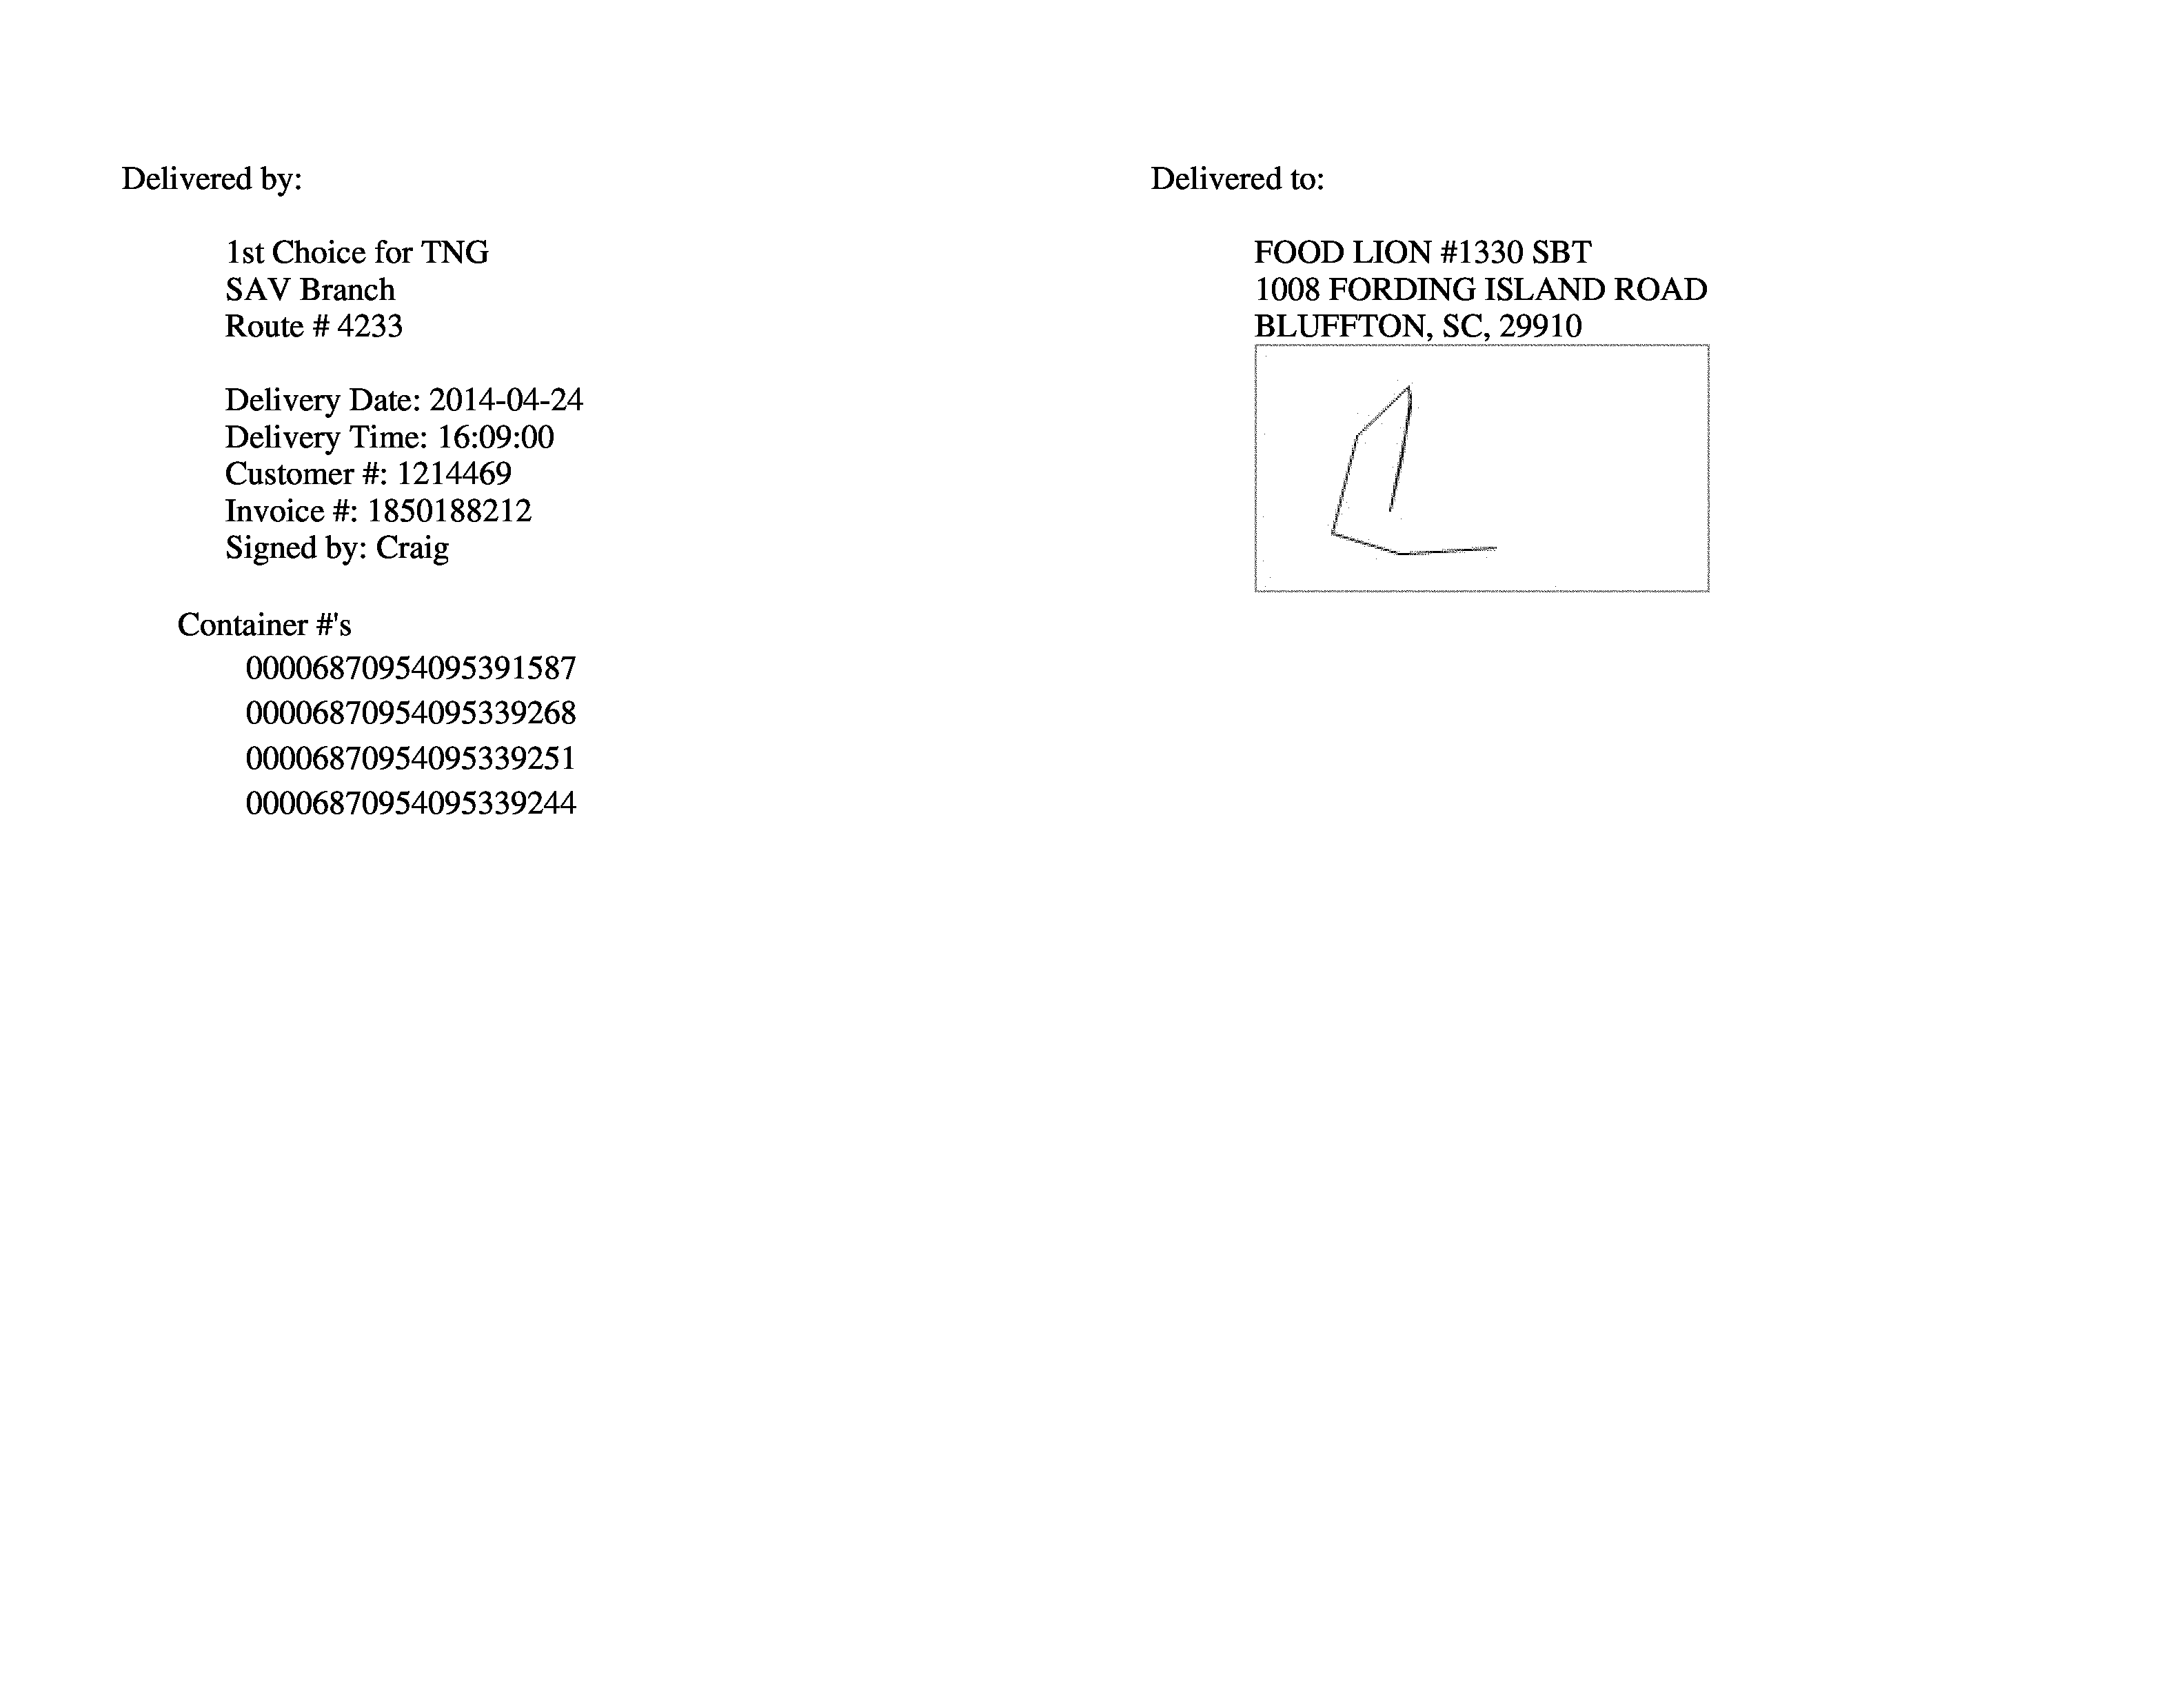 Delivered by:
1st Choice for TNG
SAV Branch
Route # 4233
Delivery Date: 2014-04-24
Delivery Time: 16:09:00
Customer #: 1214469
Invoice #: 1850188212
Signed by: Craig
Container #'s
00006870954095391587
00006870954095339268
00006870954095339251
00006870954095339244
Delivered to:
FOOD LION #1330 SBT
1008 FORDING ISLAND ROAD
BLUFFTON, SC, 29910